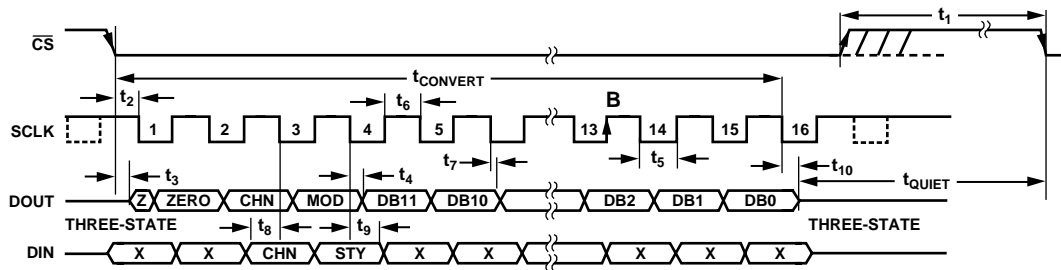 t1
CS
tCONVERT
t2
t6
B
SCLK
1 2 3 4 5 13 14 15 16
t7
t5
t10
t3
t4
tQUIET
DOUT
Z ZERO CHN MOD DB11 DB10 DB2 DB1 DB0
THREE-STATE
t8
t9
THREE-STATE
DIN
X X CHN STY X X X X X